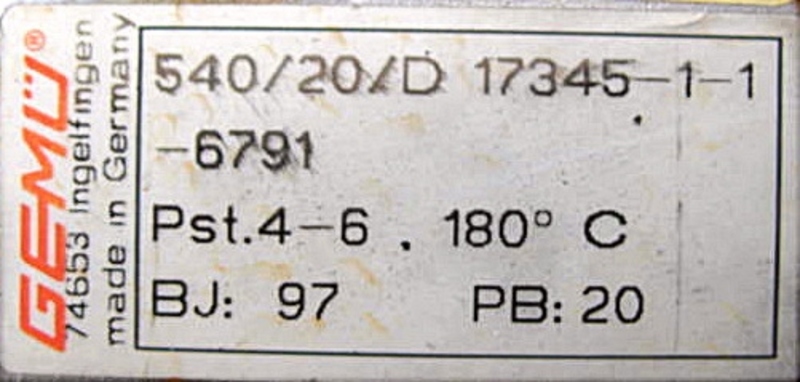 GEMÜ®
74653 Ingelfingen
made in Germany
540/20/D 17345-1-1
-6791
Pst.4-6 . 180° C
BJ: 97 PB: 20